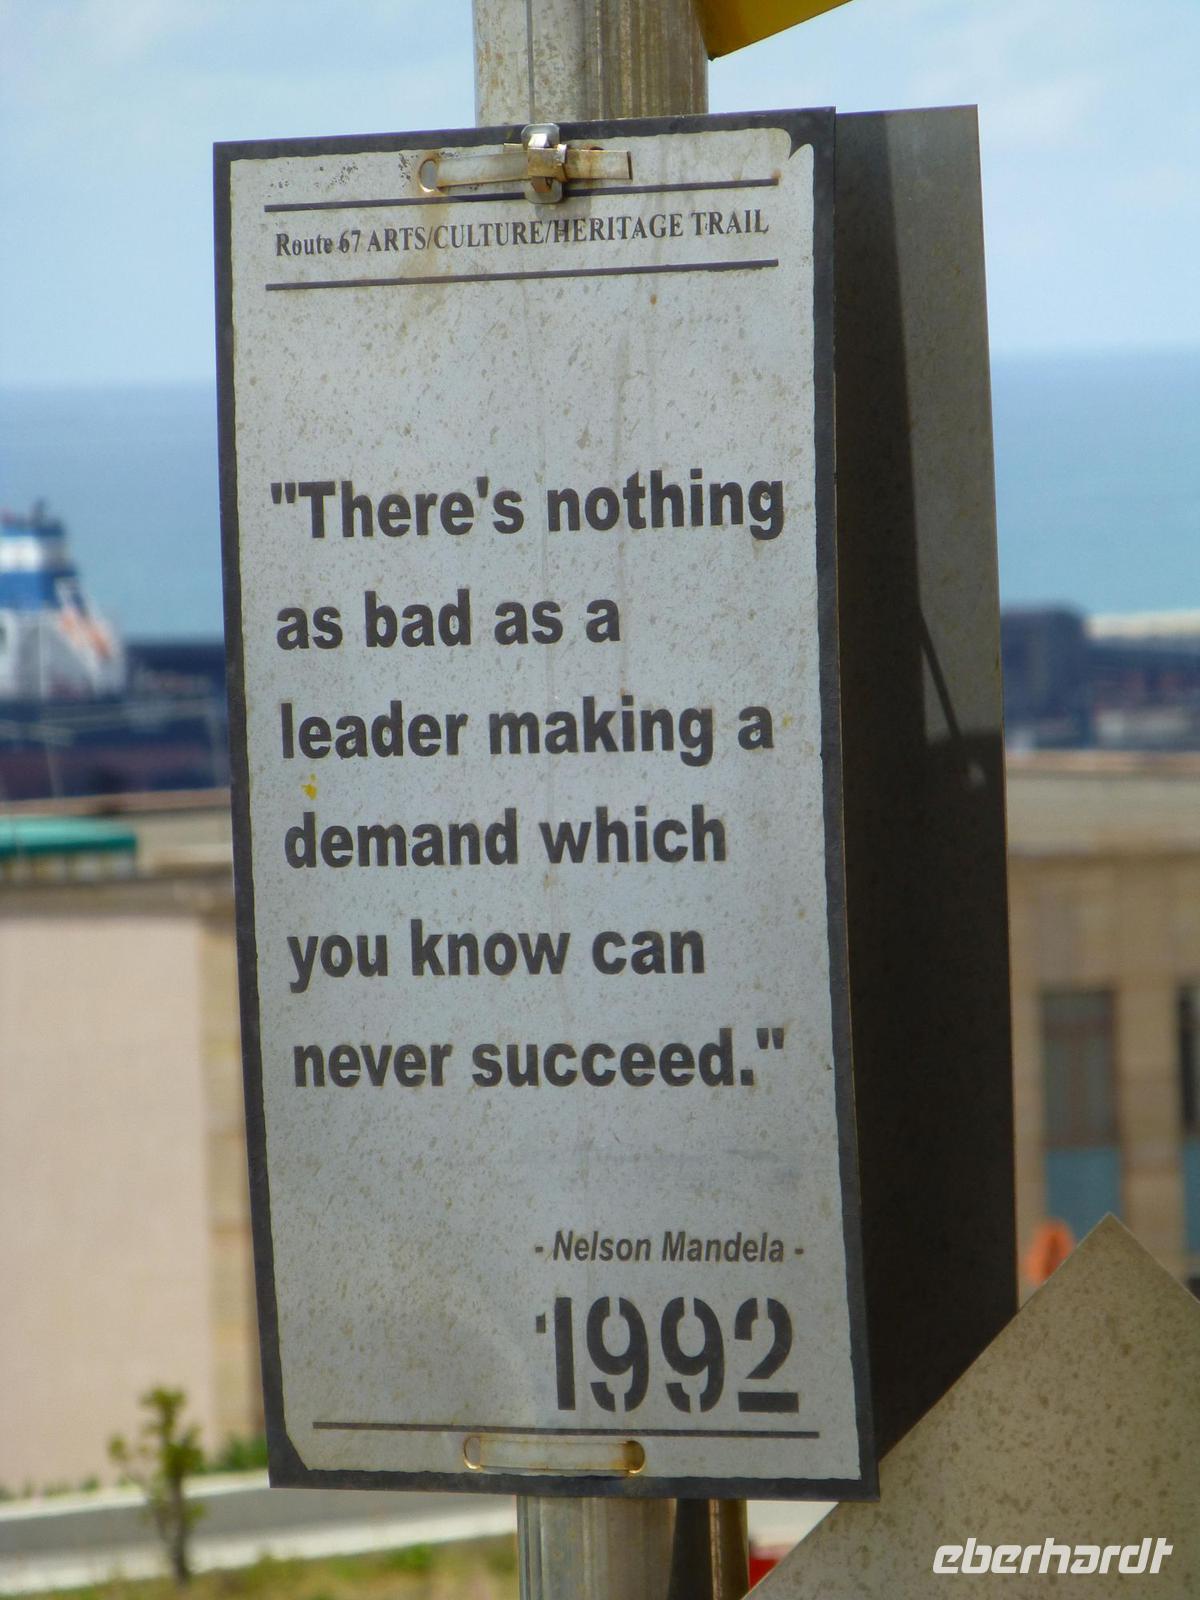 Route 67 ARTS/CULTURE/HERITAGE TRAIL
"There's nothing
as bad as a
leader making a
demand which
you know can
never succeed."
- Nelson Mandela -
1992
eberhardt